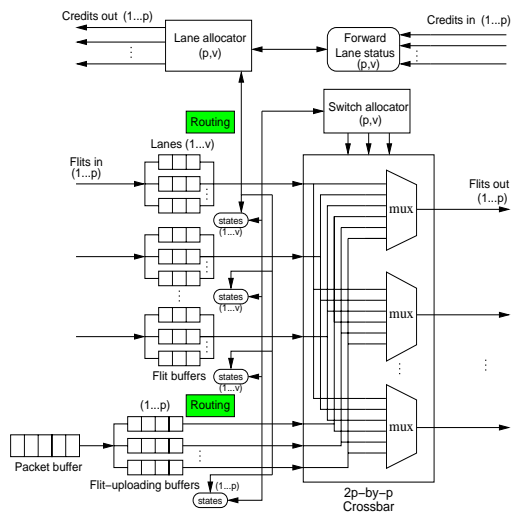 Credits out (1...p)
Credits in (1...p)
Lane allocator
(p,v)
Forward
Lane status
(p,v)
Switch allocator
(p,v)
Routing
Lanes (1...v)
Flits in
(1...p)
Flits out
(1...p)
mux
states
(1...v)
states
(1...v)
mux
states
(1...v)
Flit buffers
Routing
(1...p)
mux
Packet buffer
Flit-uploading buffers
(1...p)
states
2p-by-p
Crossbar